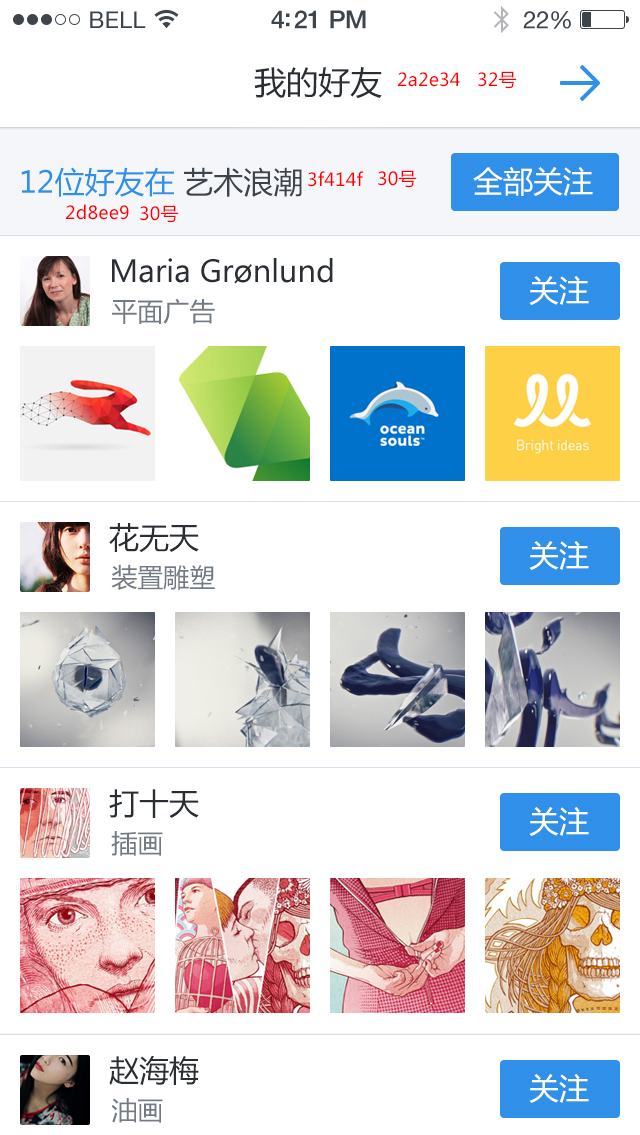 BELL 4:21 PM 22%
我的好友 2a2e34 32号
12位好友在 艺术浪潮 3f414f 30号 全部关注
2d8ee9 30号
Maria Grønlund 关注
平面广告
ocean
souls™
Bright ideas
花无天 关注
装置雕塑
打十天 关注
插画
赵海梅 关注
油画